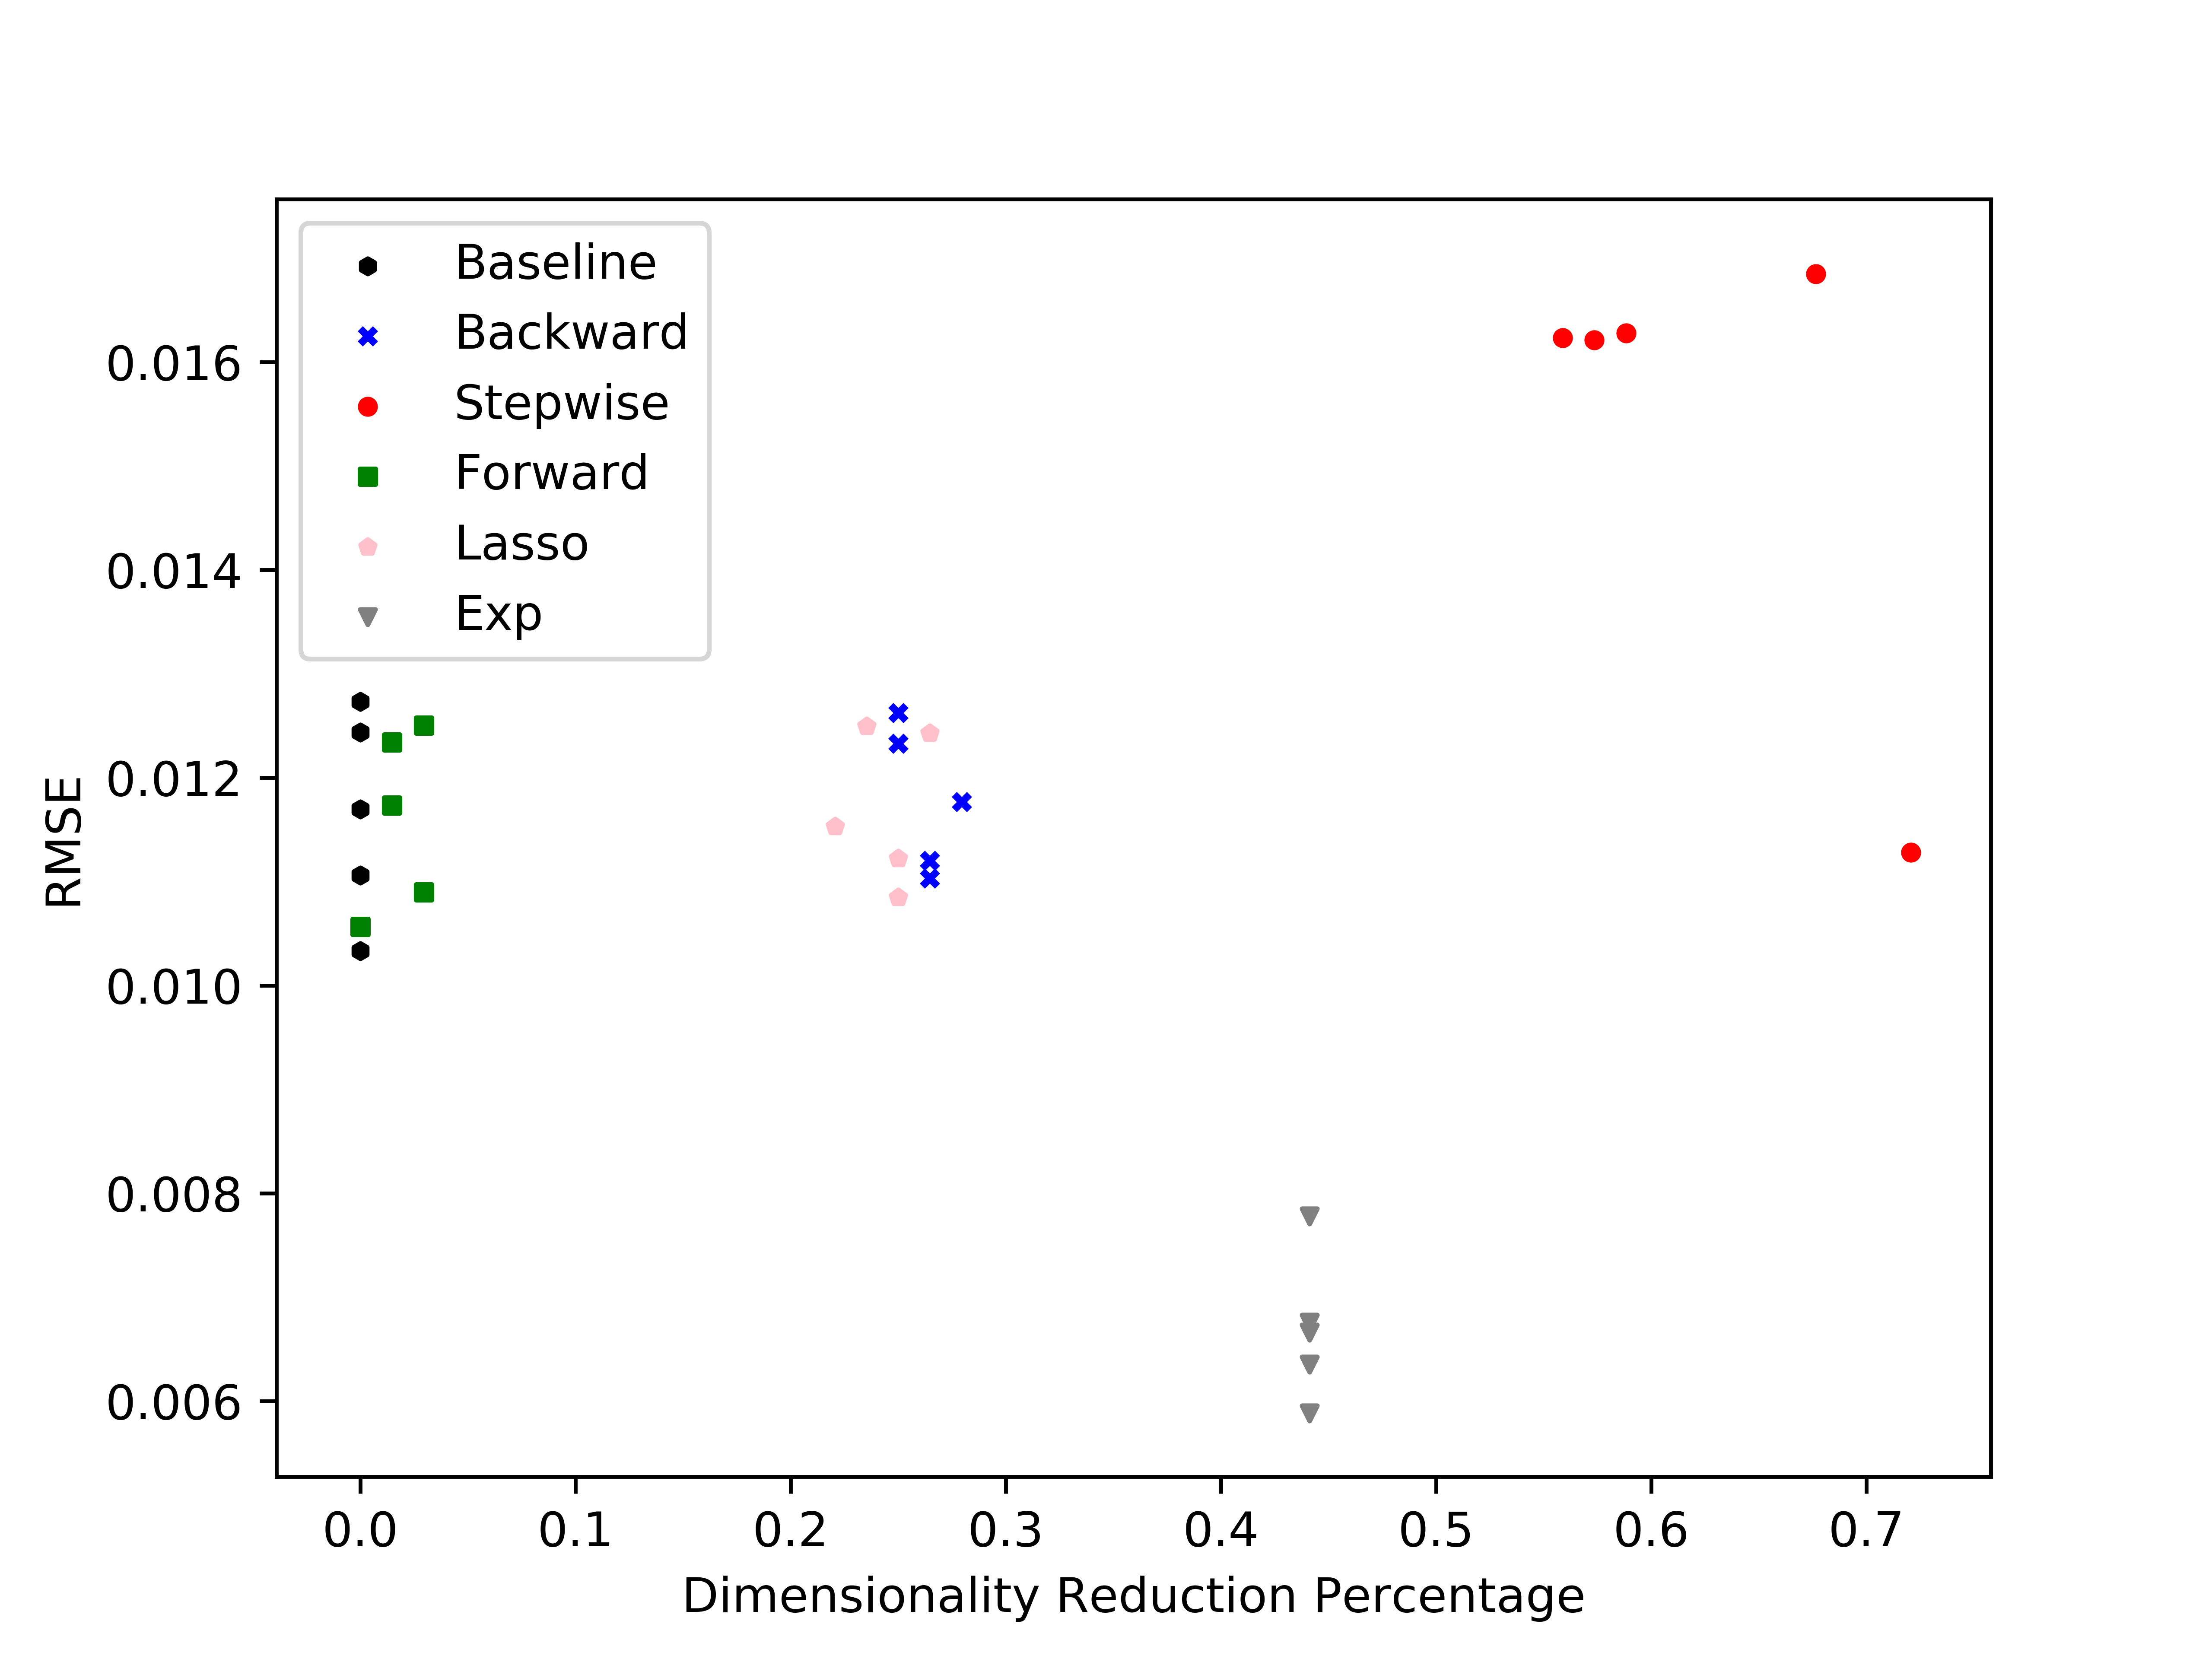 Baseline
Backward
Stepwise
Forward
Lasso
Exp
0.016
0.014
0.012
0.010
0.008
0.006
RMSE
0.0 0.1 0.2 0.3 0.4 0.5 0.6 0.7
Dimensionality Reduction Percentage